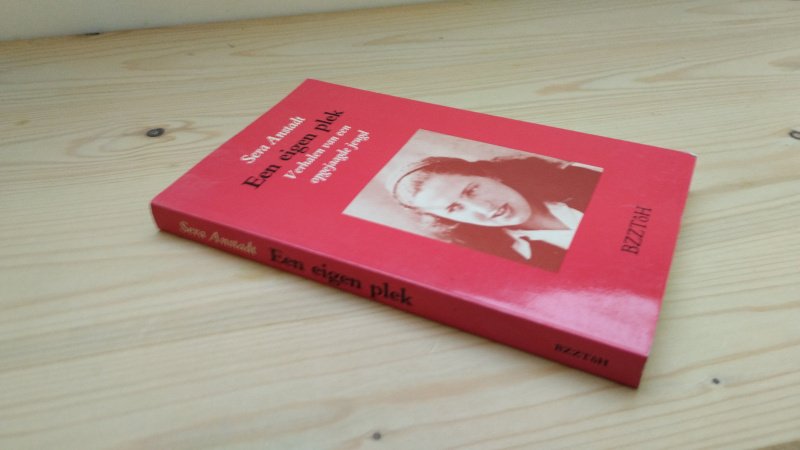 Sera Anstadt
Een eigen plek
Verhalen van een
opgejaagde jeugd
BZZTôH
Sera Anstadt
Een eigen plek
BZZTôH